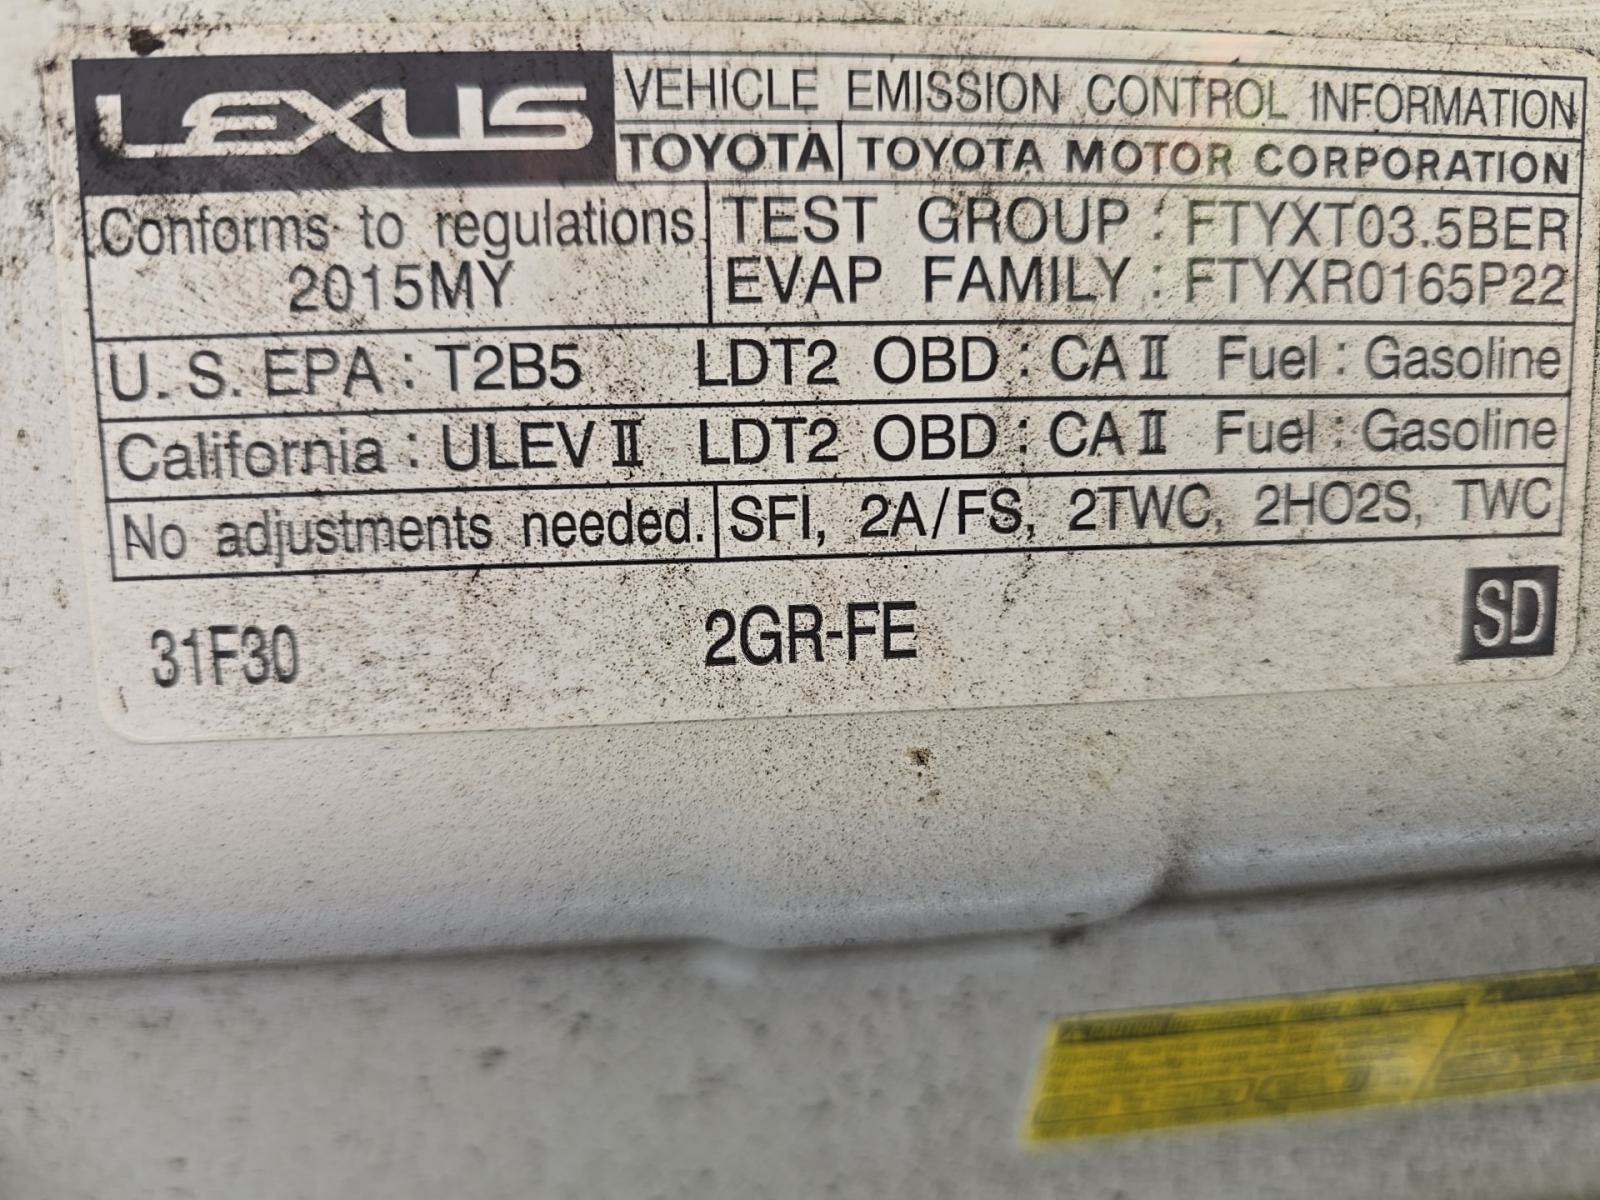 LEXUS VEHICLE EMISSION CONTROL INFORMATION
TOYOTA TOYOTA MOTOR CORPORATION
Conforms to regulations
2015MY
TEST GROUP : FTYXT03.5BER
EVAP FAMILY : FTYXR0165P22
U. S. EPA : T2B5 LDT2 OBD : CA II Fuel : Gasoline
California : ULEV II LDT2 OBD : CA II Fuel : Gasoline
No adjustments needed. SFI, 2A/FS, 2TWC, 2HO2S, TWC
31F30 2GR-FE SD